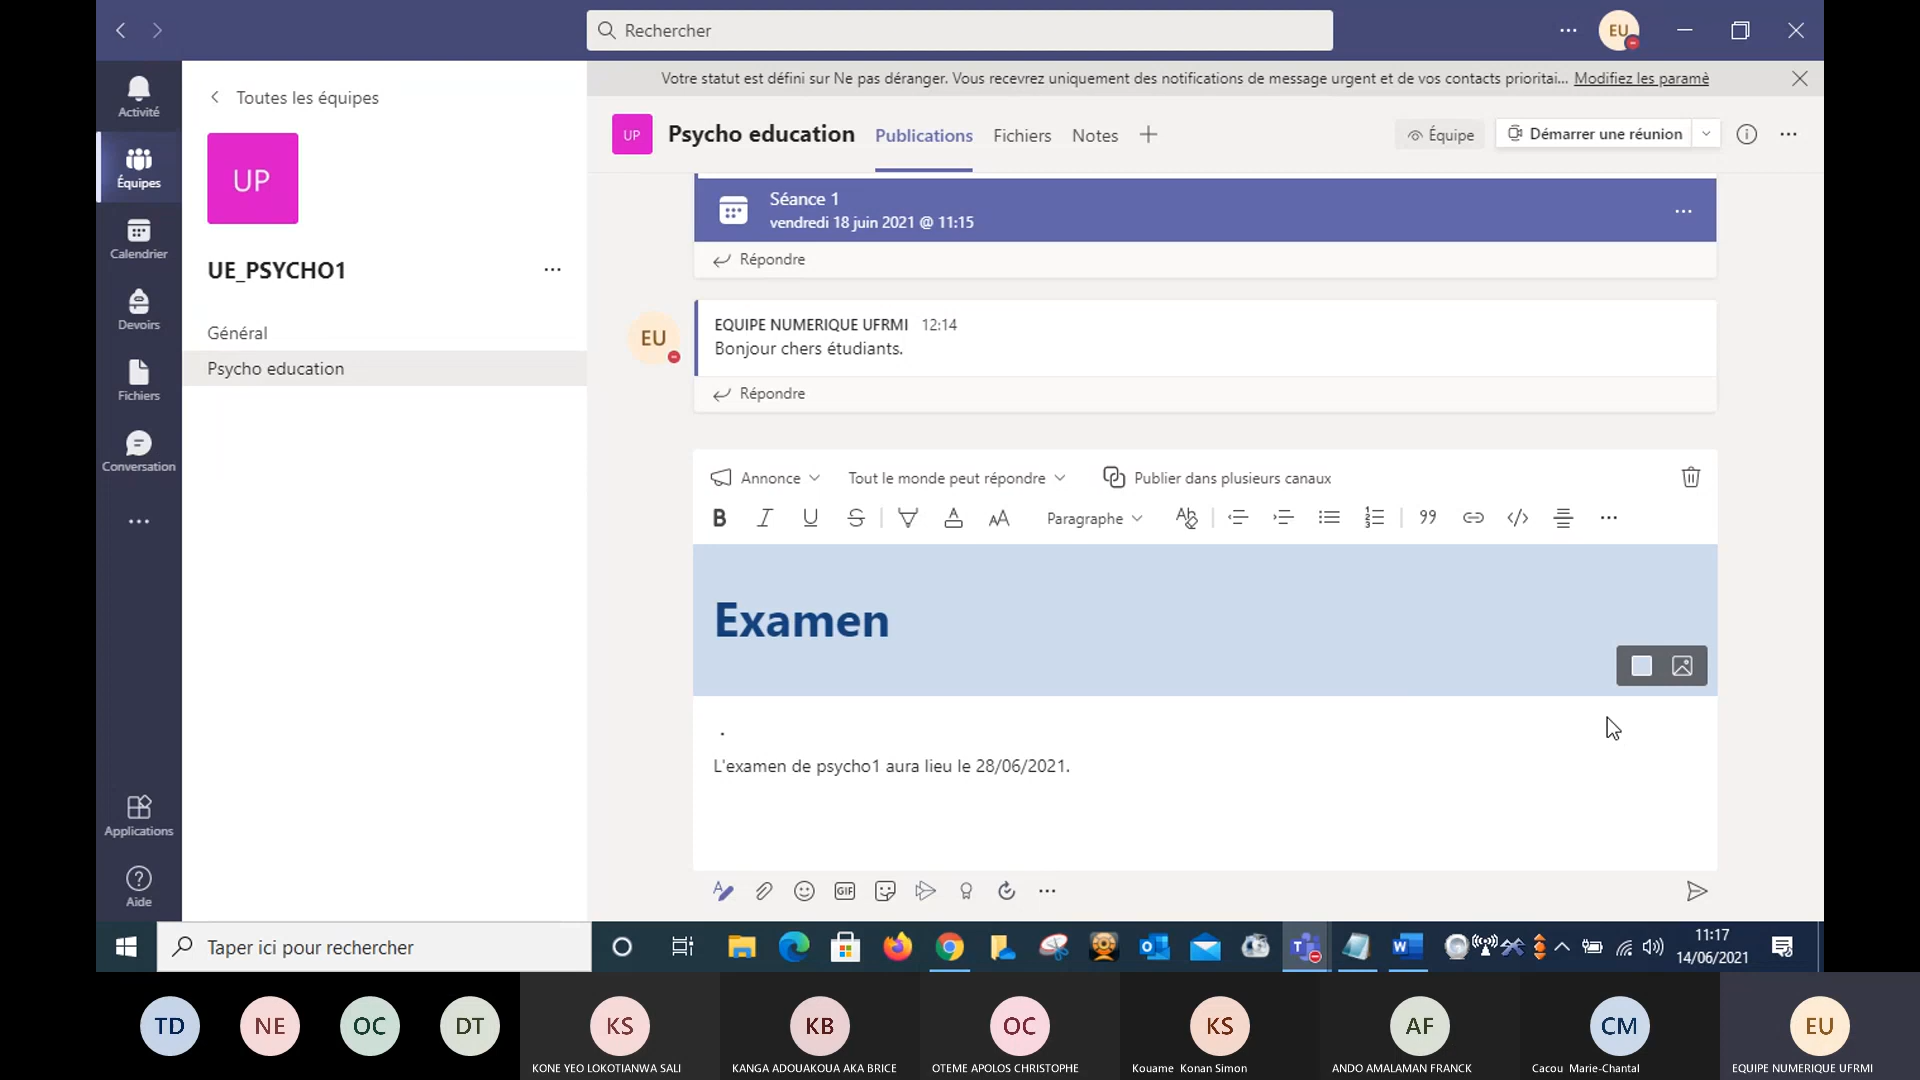 Rechercher
EU
Votre statut est défini sur Ne pas déranger. Vous recevrez uniquement des notifications de message urgent et de vos contacts prioritai... Modifiez les paramè
Activité
Équipes
Calendrier
Devoirs
Fichiers
Conversation
Applications
Aide
Toutes les équipes
UP
UE_PSYCHO1
Général
Psycho education
UP
Psycho education
Publications
Fichiers
Notes
Équipe
Démarrer une réunion
Séance 1
vendredi 18 juin 2021 @ 11:15
Répondre
EU
EQUIPE NUMERIQUE UFRMI 12:14
Bonjour chers étudiants.
Répondre
Annonce
Tout le monde peut répondre
Publier dans plusieurs canaux
Paragraphe
Examen
.
L'examen de psycho1 aura lieu le 28/06/2021.
GIF
Taper ici pour rechercher
11:17
14/06/2021
TD
NE
OC
DT
KS
KB
OC
KS
AF
CM
EU
KONE YEO LOKOTIANWA SALI
KANGA ADOUAKOUA AKA BRICE
OTEME APOLOS CHRISTOPHE
Kouame Konan Simon
ANDO AMALAMAN FRANCK
Cacou Marie-Chantal
EQUIPE NUMERIQUE UFRMI